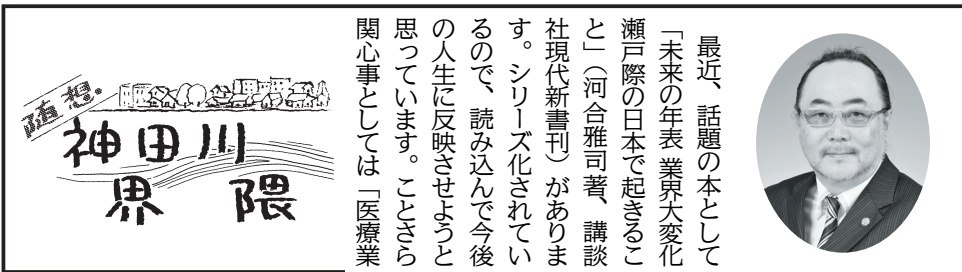 随想
神田川
界隈
最近、話題の本として
「未来の年表 業界大変化
瀬戸際の日本で起きるこ
と」（河合雅司著、講談
社現代新書刊）がありま
す。シリーズ化されてい
るので、読み込んで今後
の人生に反映させようと
思っています。ことさら
関心事としては「医療業